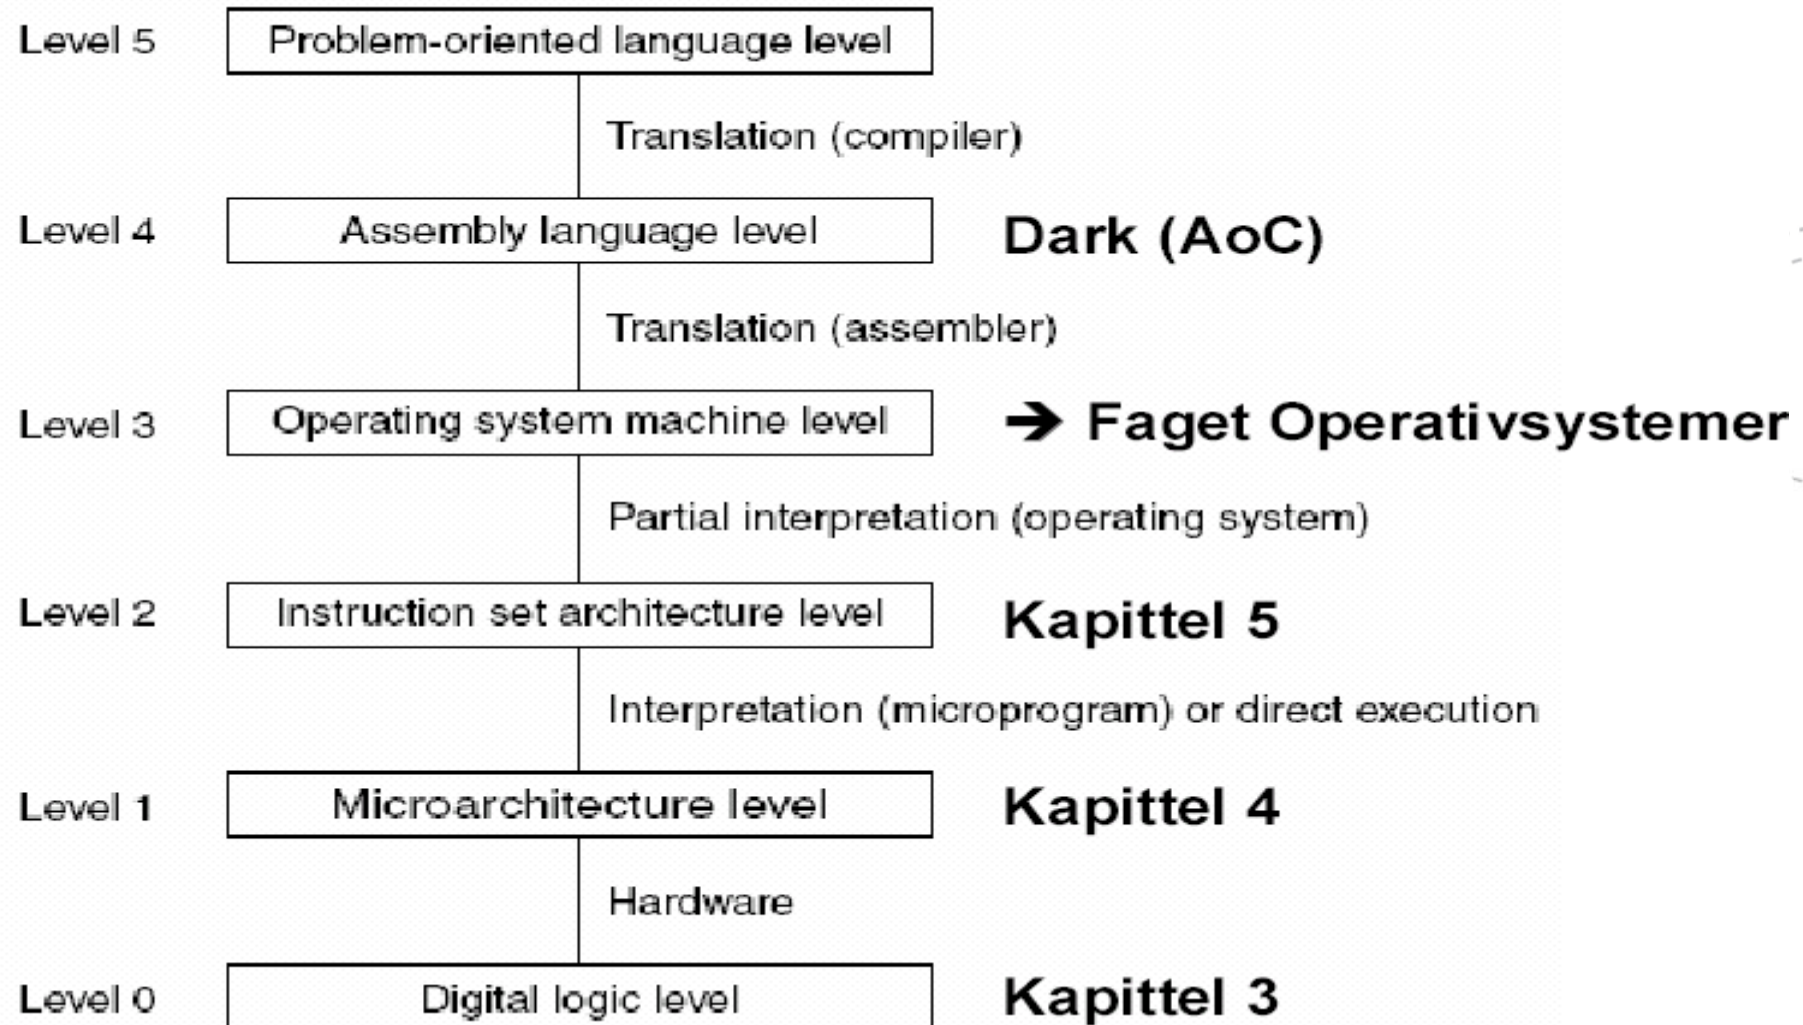 Level 5 Problem-oriented language level
Translation (compiler)
Level 4 Assembly language level Dark (AoC)
Translation (assembler)
Level 3 Operating system machine level ➔ Faget Operativsystemer
Partial interpretation (operating system)
Level 2 Instruction set architecture level Kapittel 5
Interpretation (microprogram) or direct execution
Level 1 Microarchitecture level Kapittel 4
Hardware
Level 0 Digital logic level Kapittel 3